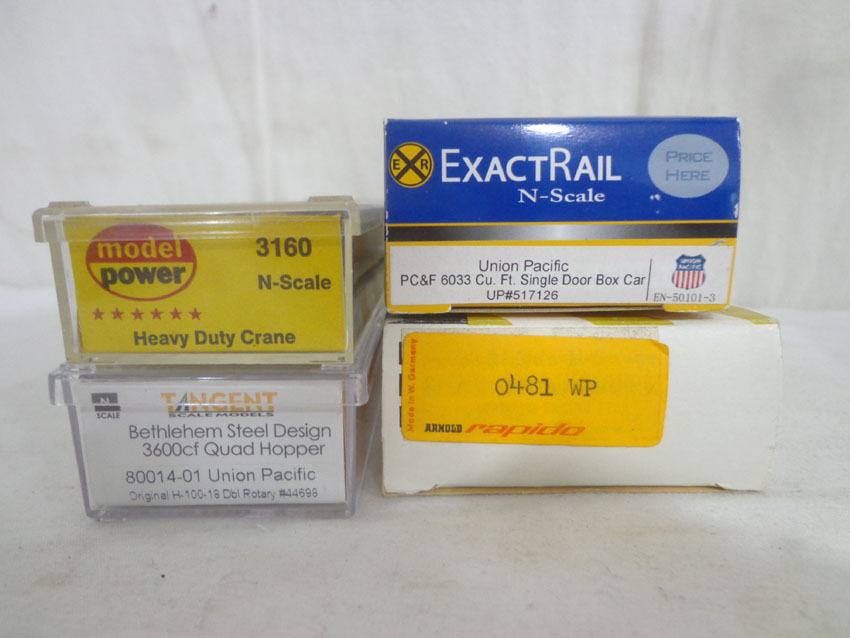 model
power
3160
N-Scale
Heavy Duty Crane
N
SCALE
TANGENT
SCALE MODELS
Bethlehem Steel Design
3600cf Quad Hopper
80014-01 Union Pacific
Original H-100-18 Dbl Rotary #44698
E R
EXACTRAIL
N-Scale
PRICE
HERE
Union Pacific
PC&F 6033 Cu. Ft. Single Door Box Car
UP#517126
UNION
PACIFIC
EN-50101-3
Made in W. Germany
0481 WP
ARNOLD rapido